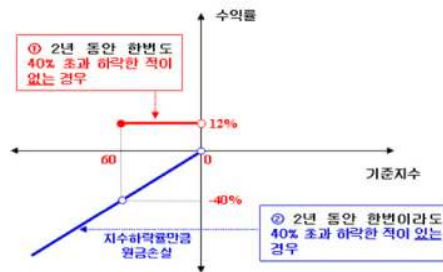 수익률
① 2년 동안 한번도
40% 초과 하락한 적이
없는 경우
12%
60
0
기준지수
-40%
지수하락률만큼
원금손실
② 2년 동안 한번이라도
40% 초과 하락한 적이 있는
경우